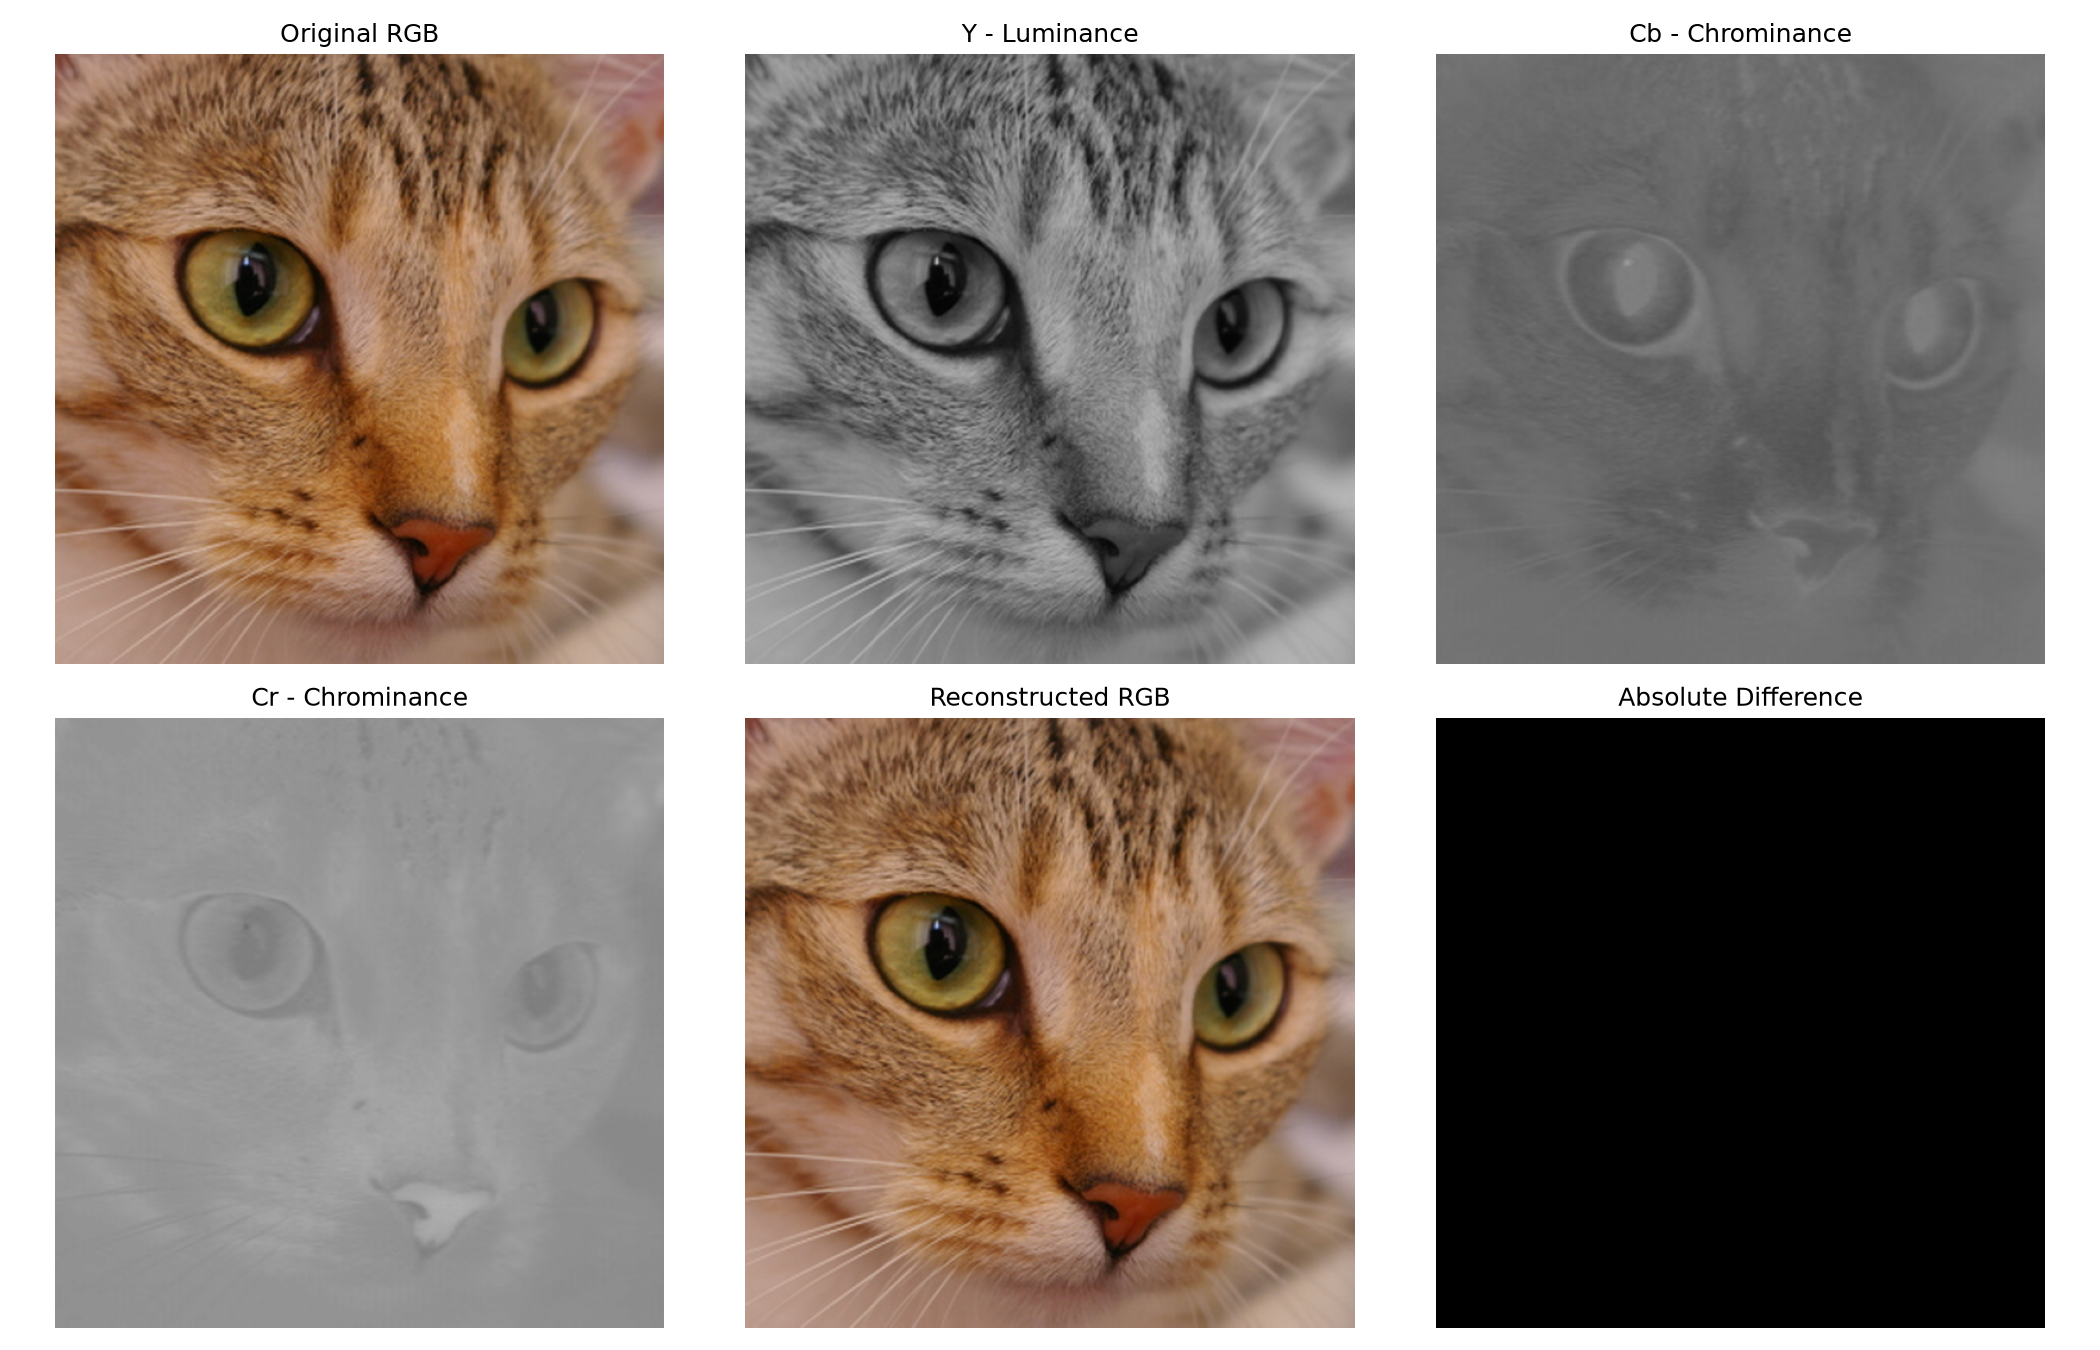 Original RGB
Y - Luminance
Cb - Chrominance
Cr - Chrominance
Reconstructed RGB
Absolute Difference